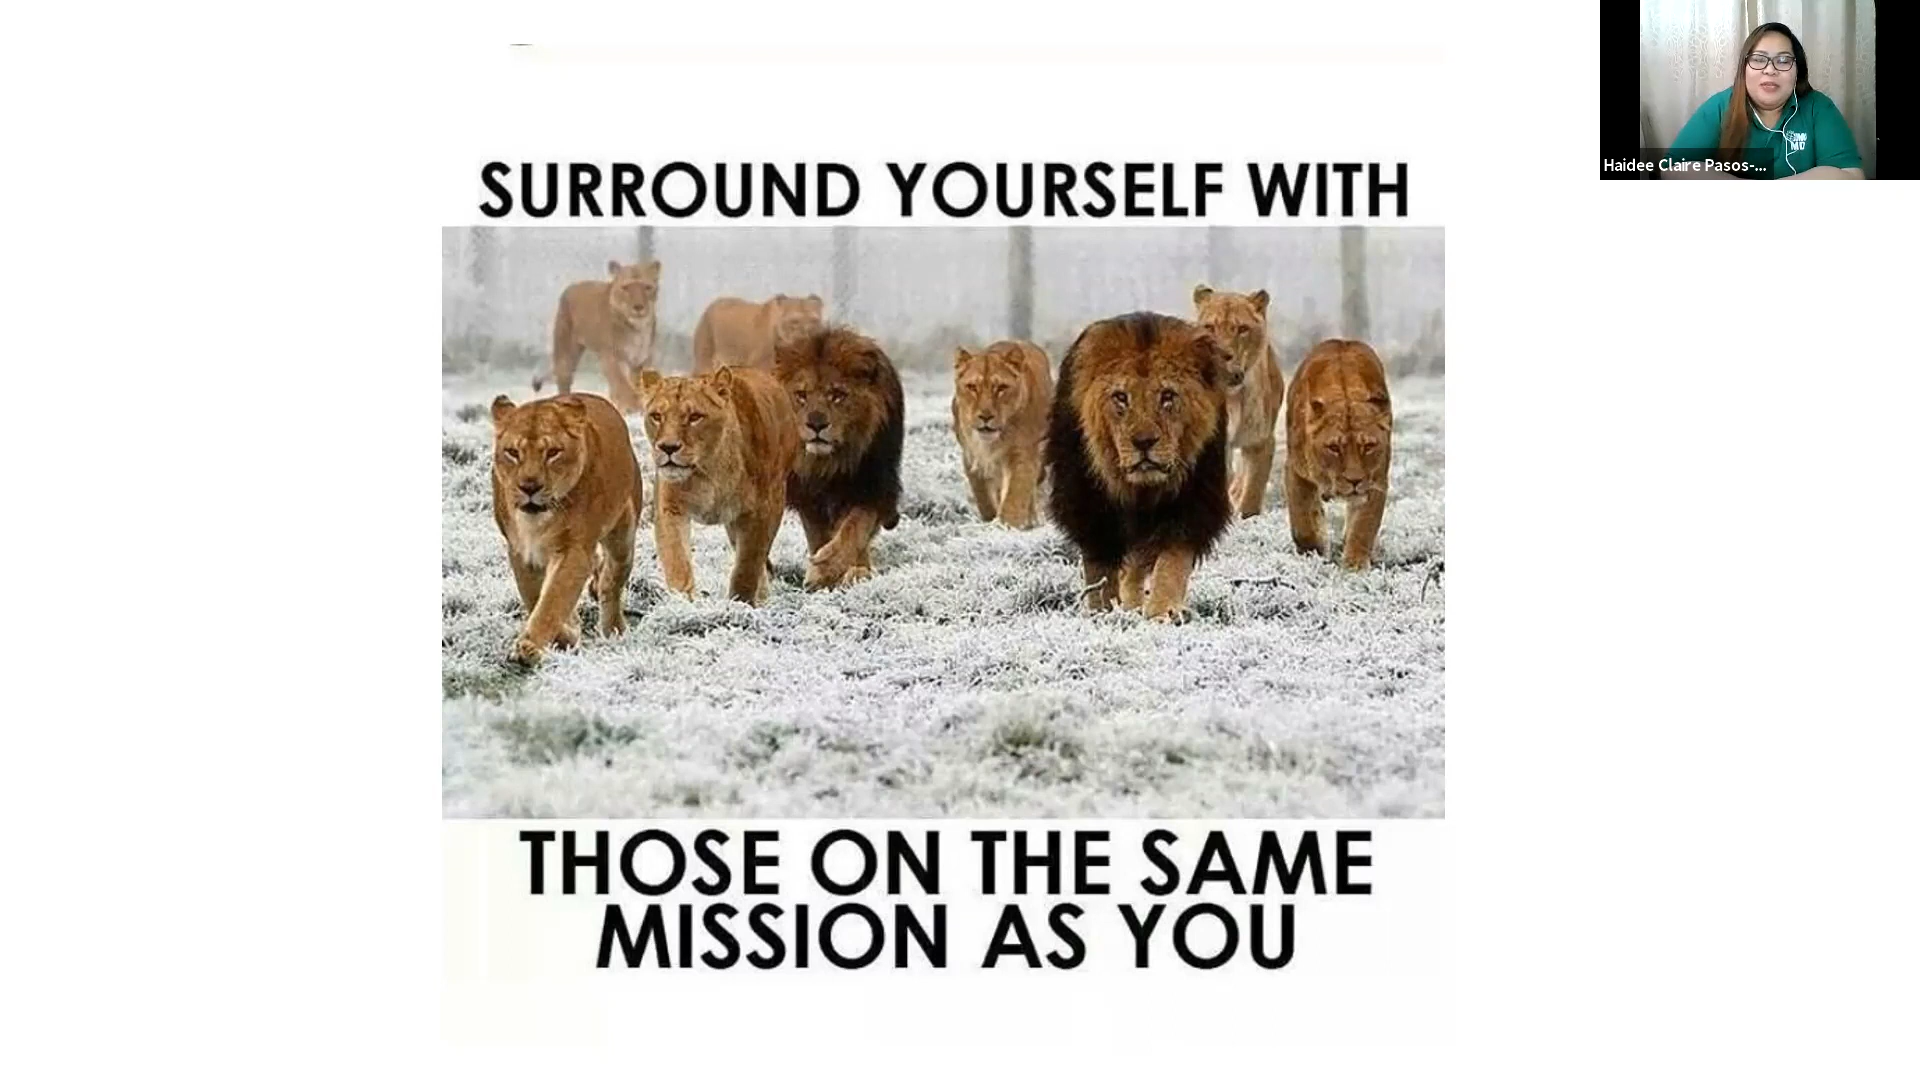 SURROUND YOURSELF WITH
THOSE ON THE SAME
MISSION AS YOU
Haidee Claire Pasos-...